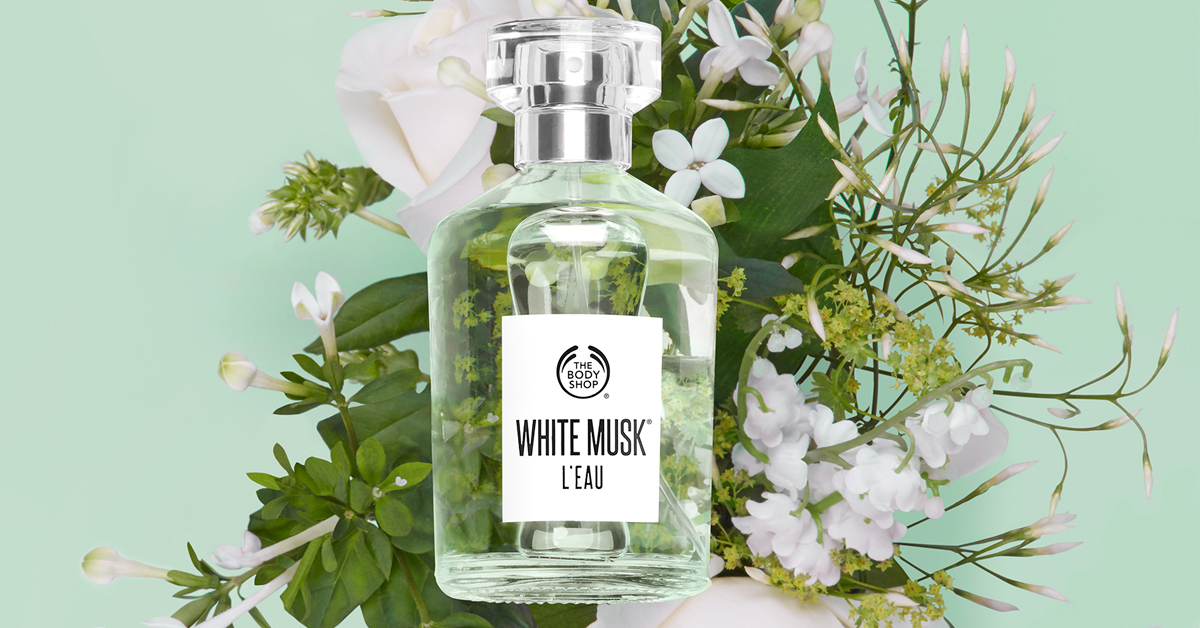 THE
BODY
SHOP
®
WHITE MUSK®
L'EAU